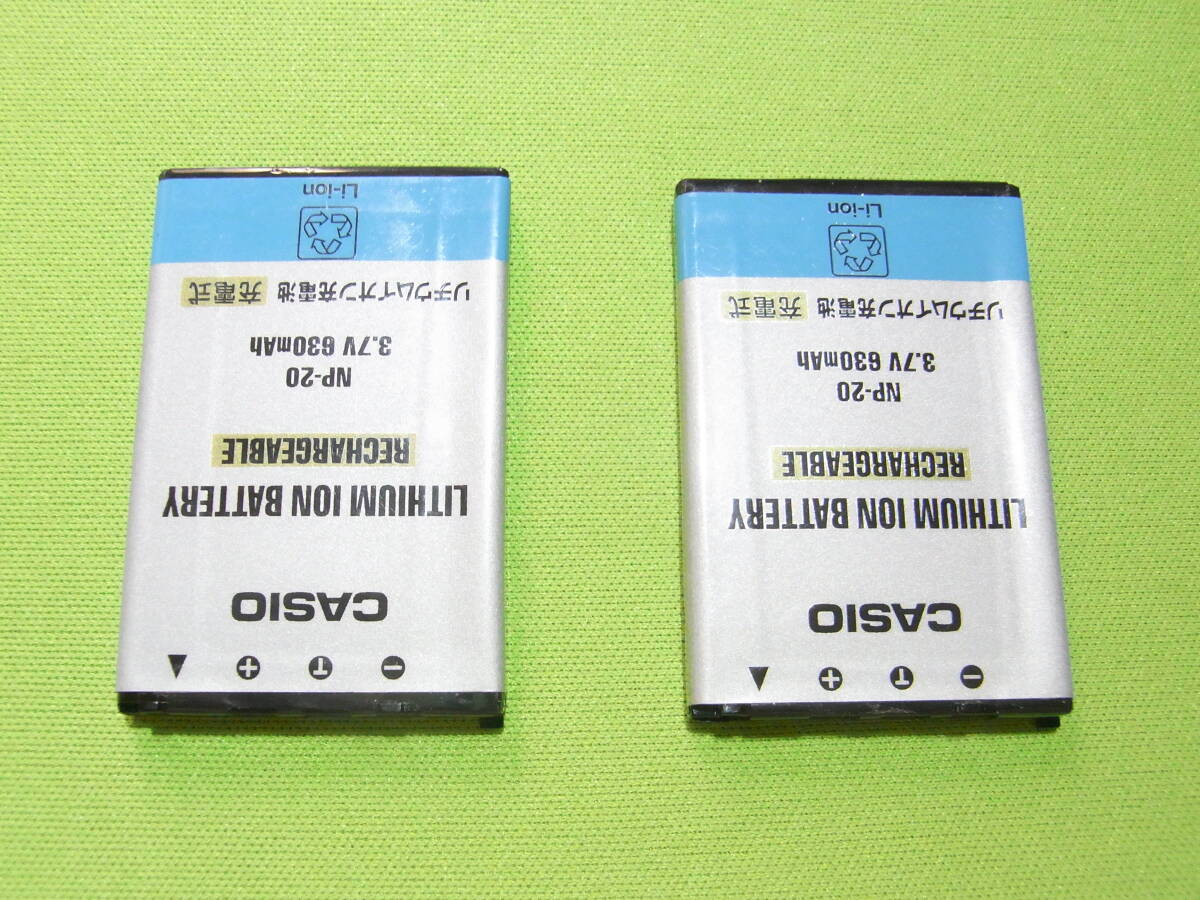 − T +
CASIO
LITHIUM ION BATTERY
RECHARGEABLE
NP-20
3.7V 630mAh
リチウムイオン充電池 充電式
Li-ion
− T +
CASIO
LITHIUM ION BATTERY
RECHARGEABLE
NP-20
3.7V 630mAh
リチウムイオン充電池 充電式
Li-ion